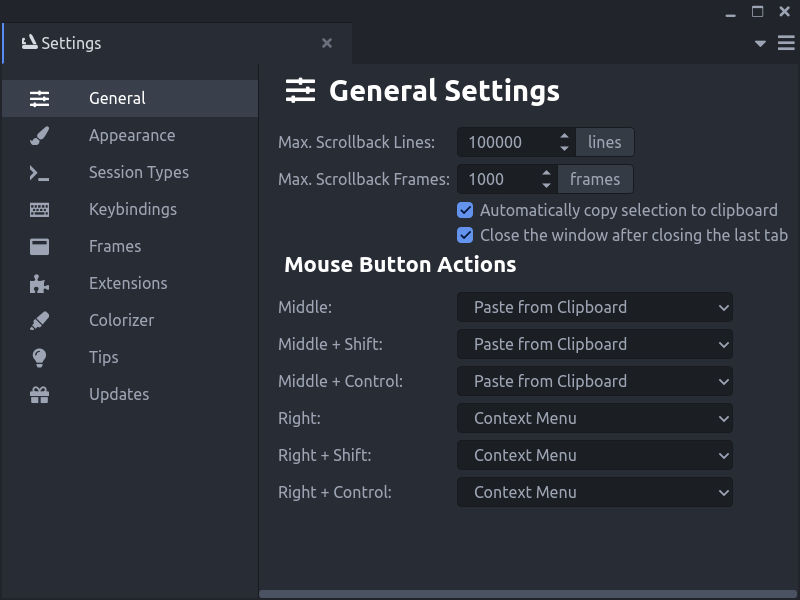 Settings
General
Appearance
Session Types
Keybindings
Frames
Extensions
Colorizer
Tips
Updates
General Settings
Max. Scrollback Lines: 100000 lines
Max. Scrollback Frames: 1000 frames
Automatically copy selection to clipboard
Close the window after closing the last tab
Mouse Button Actions
Middle: Paste from Clipboard
Middle + Shift: Paste from Clipboard
Middle + Control: Paste from Clipboard
Right: Context Menu
Right + Shift: Context Menu
Right + Control: Context Menu